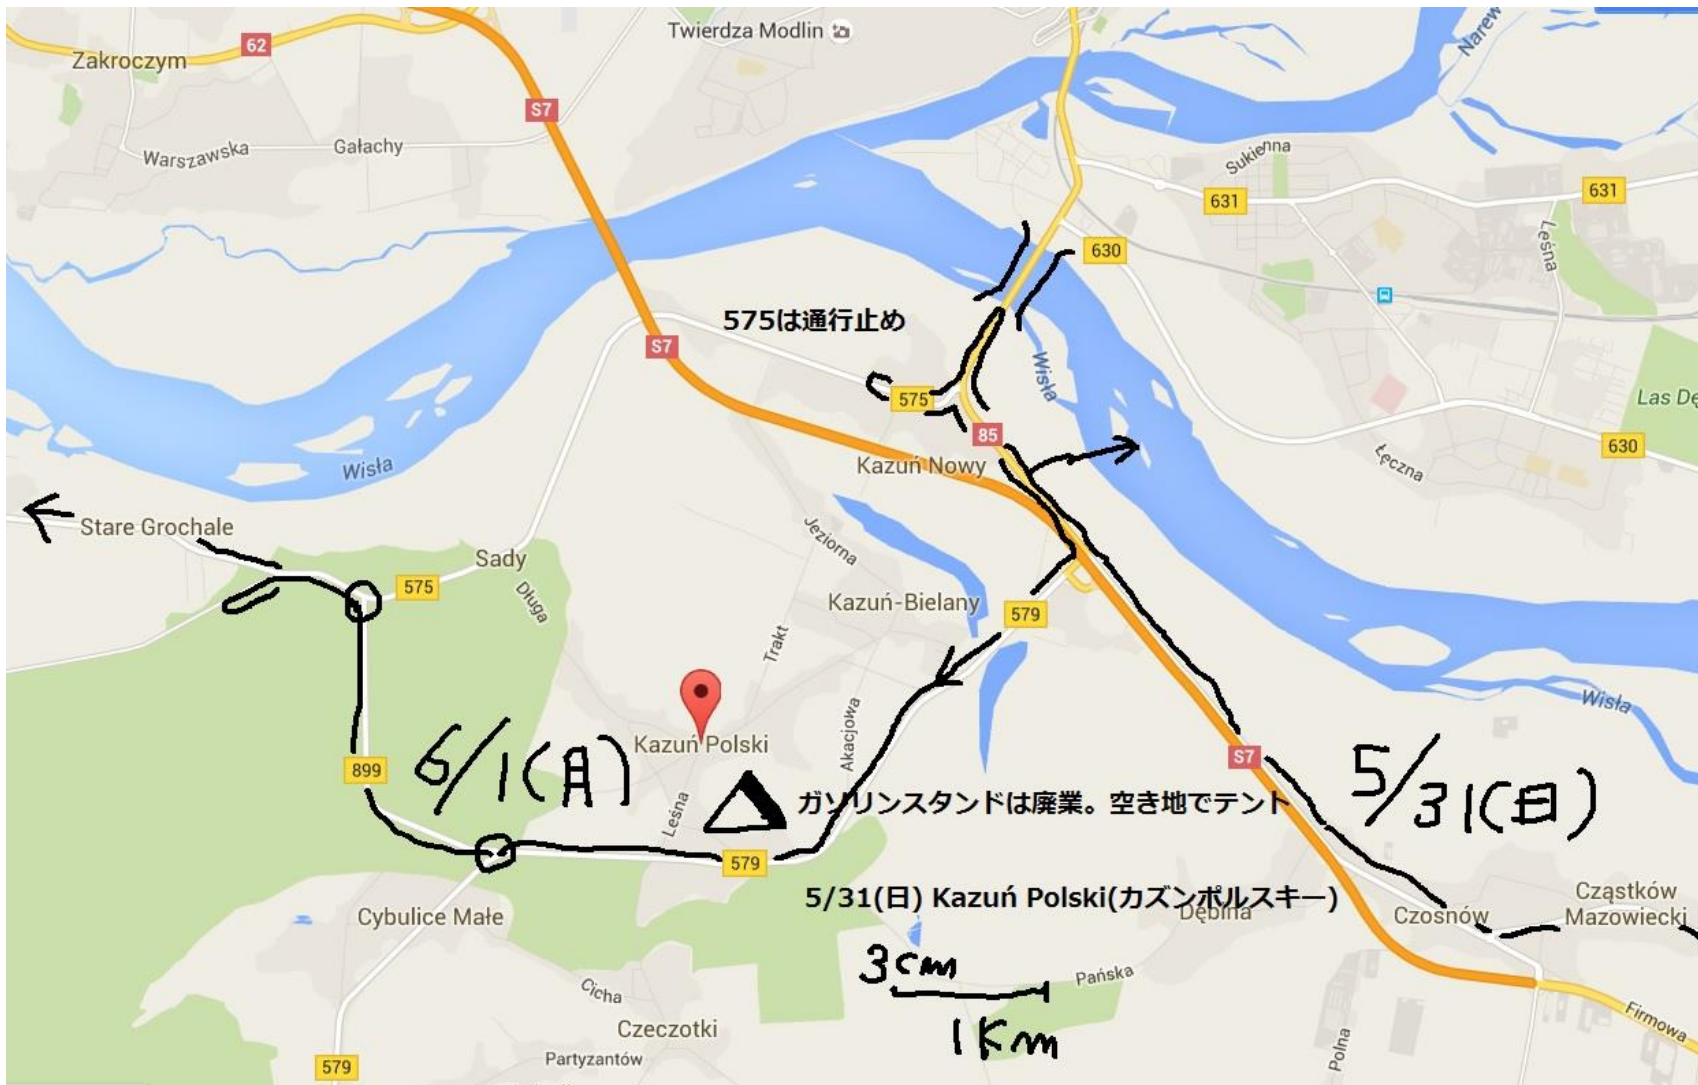 Twierdza Modlin
Narew
62
Zakroczym
S7
Warszawska
Gałachy
Sukienna
631
631
Leśna
630
575は通行止め
S7
Wisła
575
Las Dę
85
630
Kazuń Nowy
Łęczna
Wisła
Stare Grochale
Jeziorna
Sady
575
Długa
Kazuń-Bielany
579
Trakt
Wisła
Akacjowa
Kazuń Polski
6/1(月)
S7
5/31(日)
899
Leśna
ガソリンスタンドは廃業。空き地でテント
579
5/31(日) Kazuń Polski(カズンポルスキー)
Cząstków
Mazowiecki
Cybulice Małe
Dębina
Czosnów
3cm
Pańska
Cicha
1Km
Czeczotki
Firmowa
Partyzantów
Polna
579